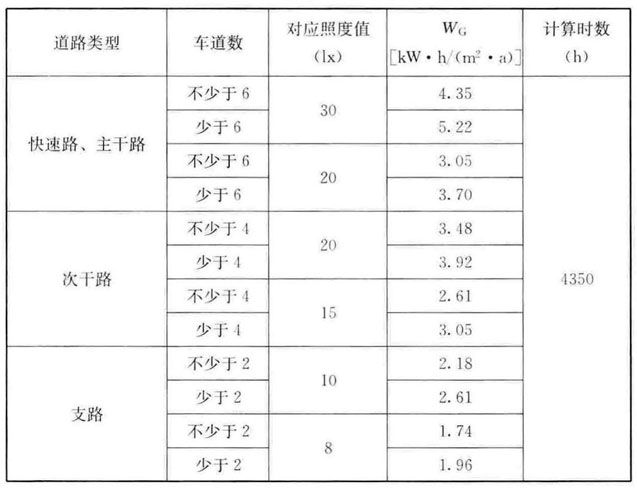 道路类型 车道数 对应照度值（lx） W_G [kW·h/(m²·a)] 计算时数（h）
快速路、主干路 不少于6 30 4.35 4350
少于6 5.22
不少于6 20 3.05
少于6 3.70
次干路 不少于4 20 3.48
少于4 3.92
不少于4 15 2.61
少于4 3.05
支路 不少于2 10 2.18
少于2 2.61
不少于2 8 1.74
少于2 1.96